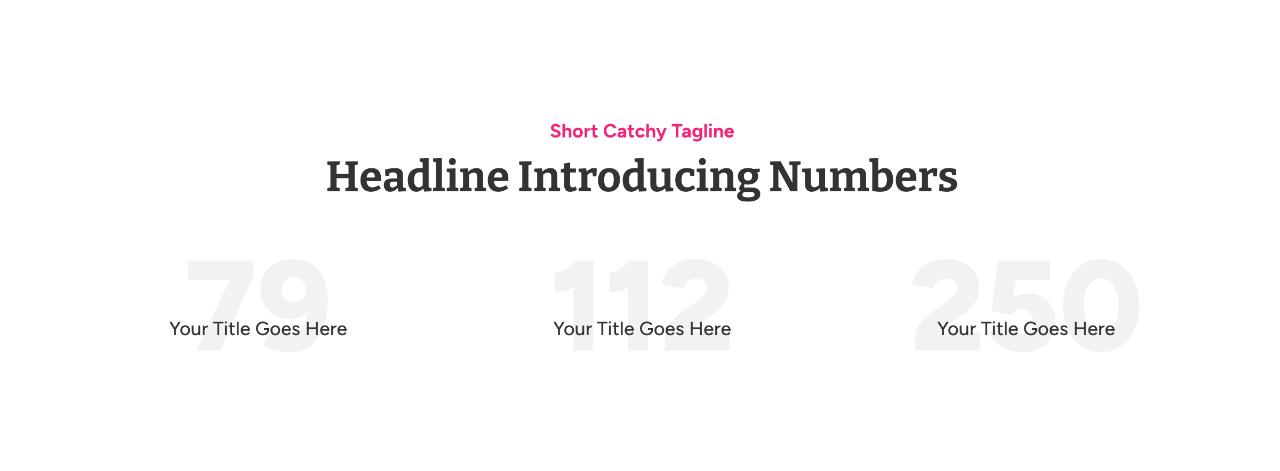 Short Catchy Tagline
Headline Introducing Numbers
79 112 250
Your Title Goes Here Your Title Goes Here Your Title Goes Here